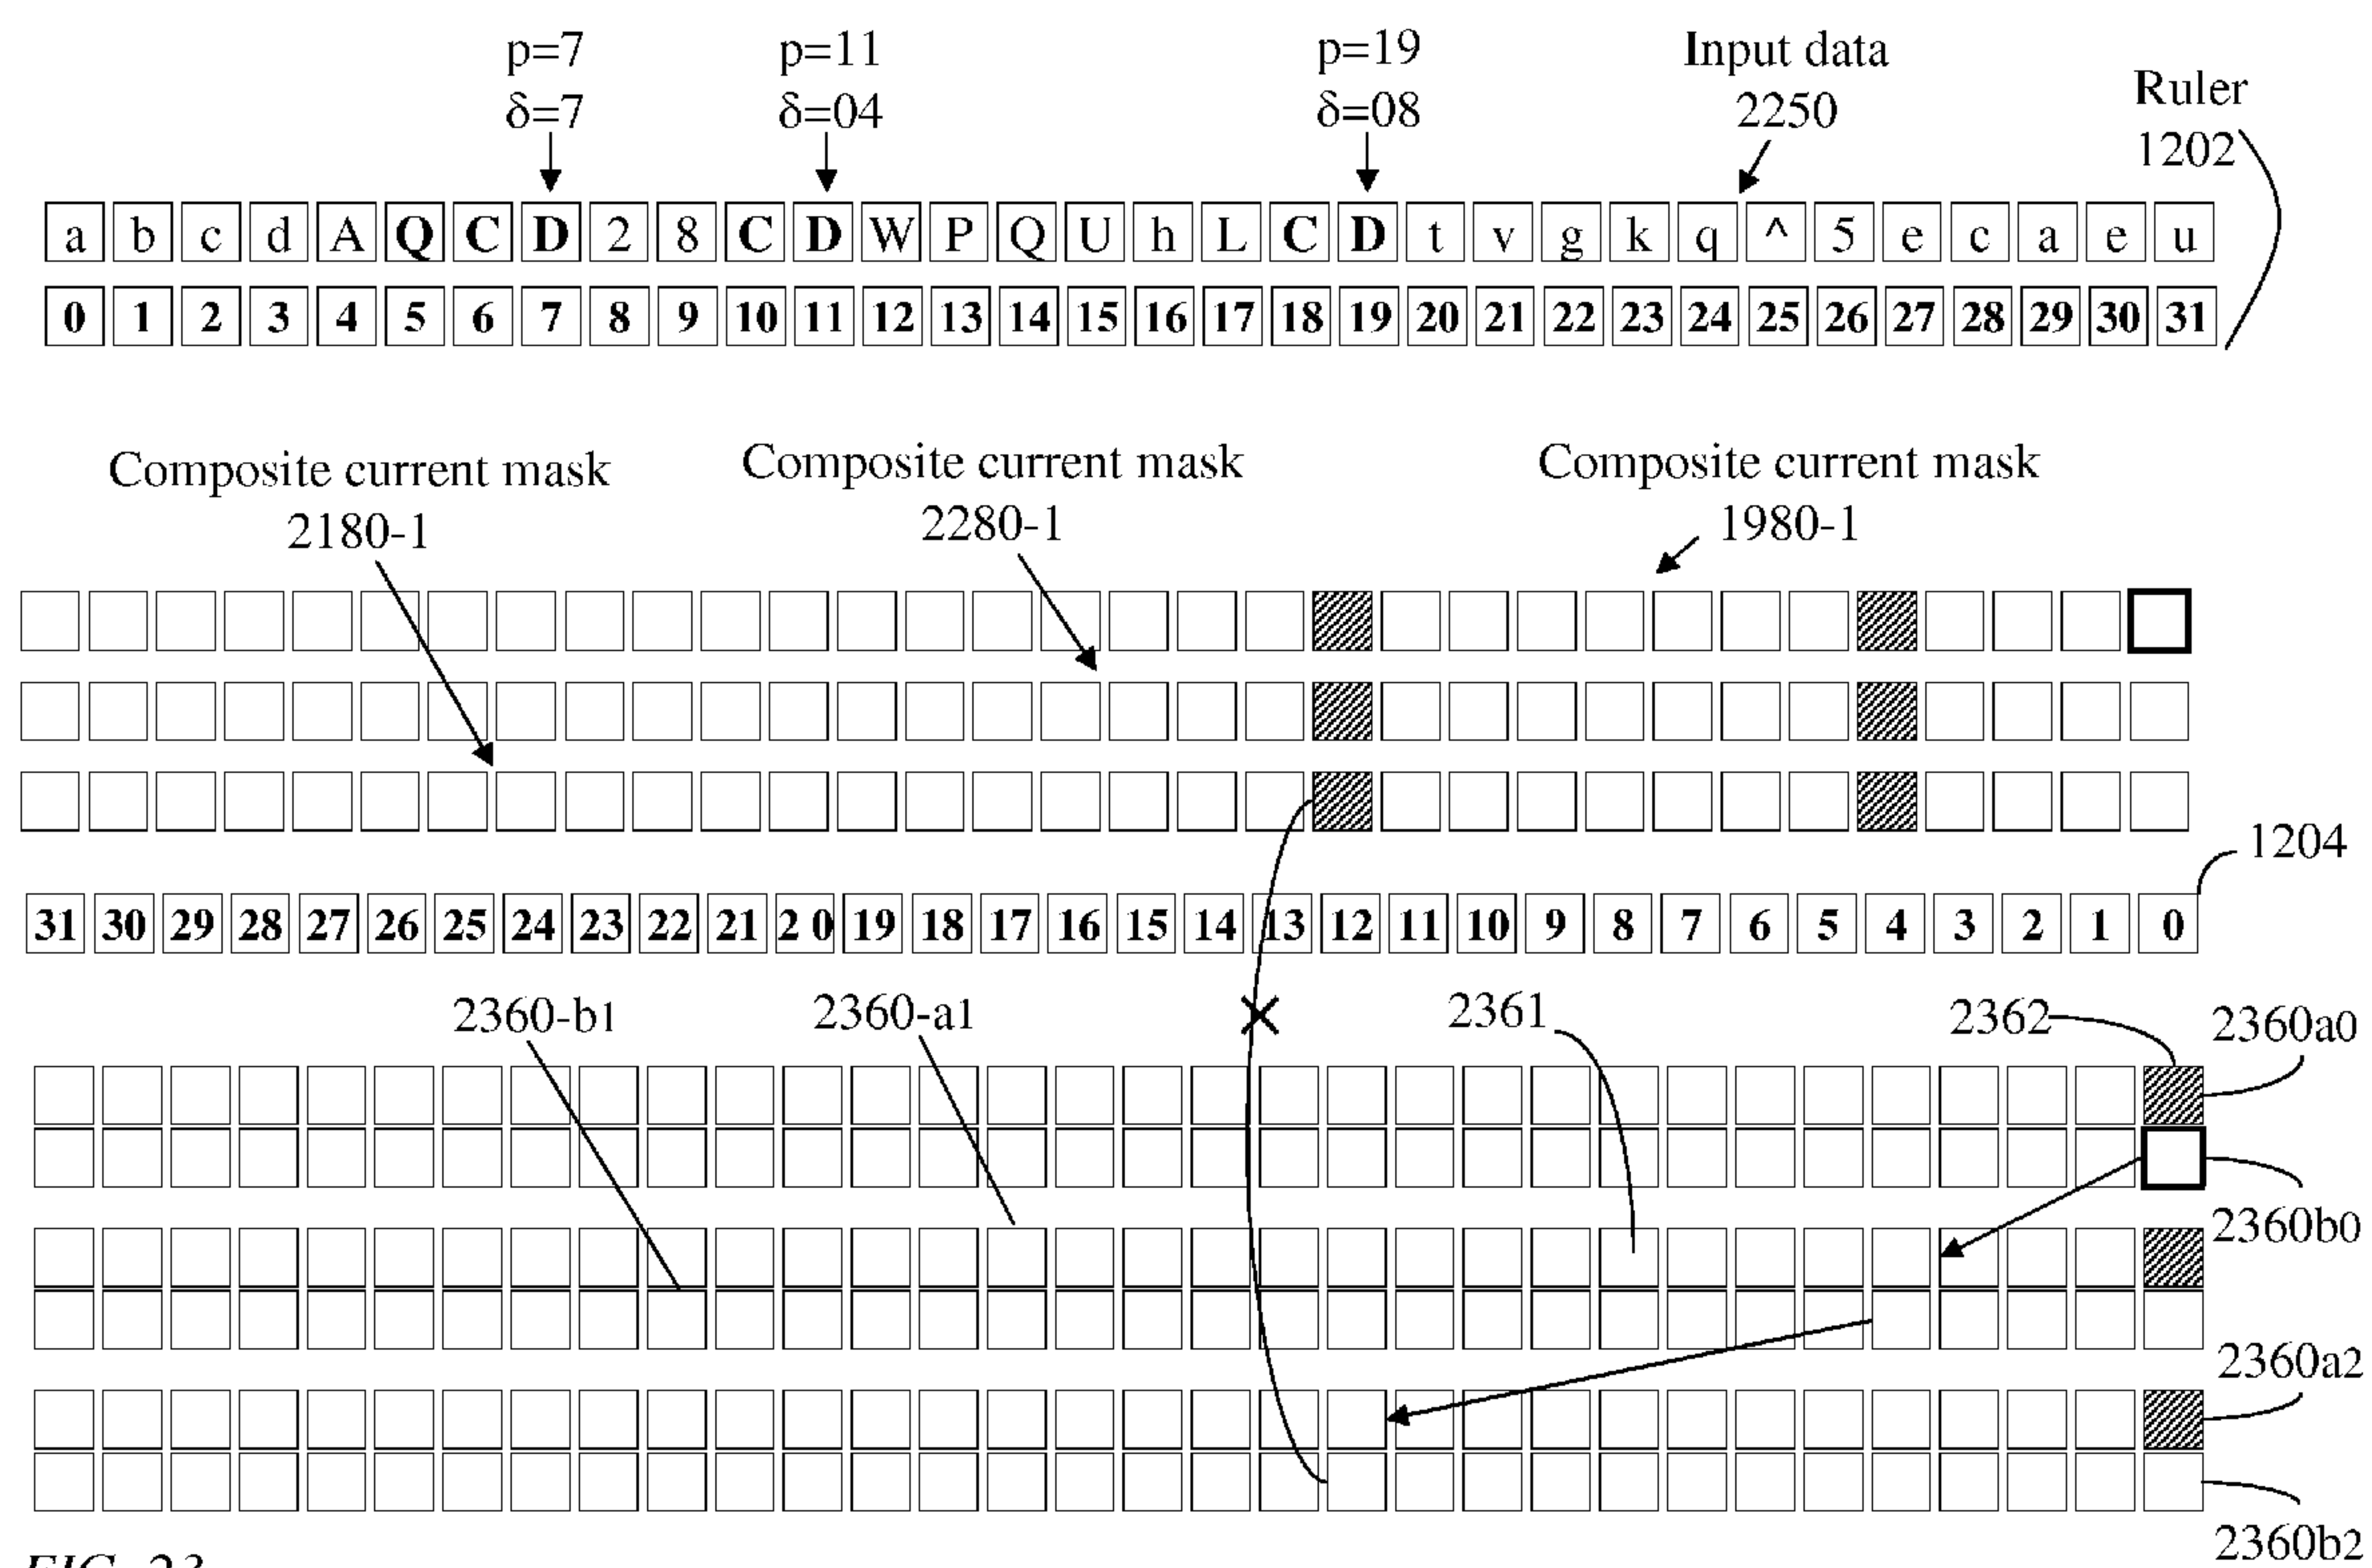 p=7 p=11 p=19 Input data
δ=7 δ=04 δ=08 2250
Ruler
1202
a b c d A Q C D 2 8 C D W P Q U h L C D t v g k q ^ 5 e c a e u
0 1 2 3 4 5 6 7 8 9 10 11 12 13 14 15 16 17 18 19 20 21 22 23 24 25 26 27 28 29 30 31
Composite current mask Composite current mask Composite current mask
2180-1 2280-1 1980-1
1204
31 30 29 28 27 26 25 24 23 22 21 2 0 19 18 17 16 15 14 13 12 11 10 9 8 7 6 5 4 3 2 1 0
2360-b1 2360-a1 2361 2362 2360a0
2360b0
2360a2
2360b2
FIG. 23